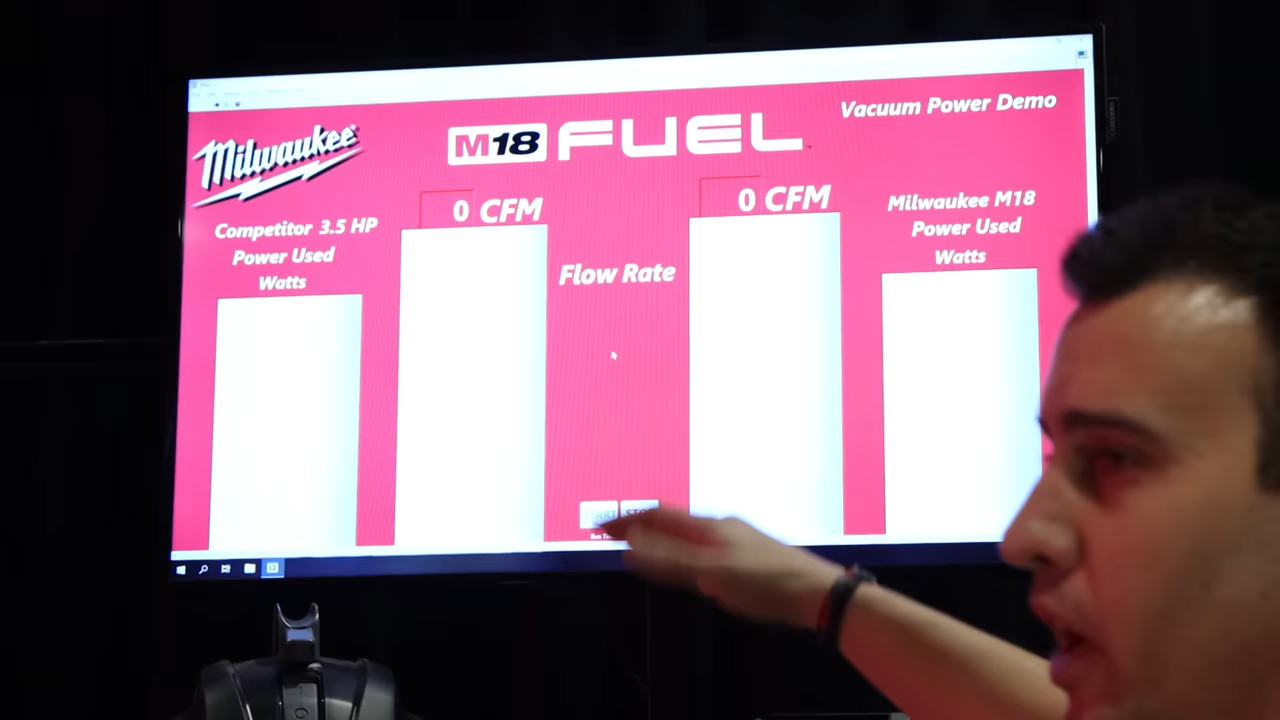 Vacuum Power Demo
Milwaukee
M18 FUEL
0 CFM
0 CFM
Competitor 3.5 HP
Power Used
Watts
Flow Rate
Milwaukee M18
Power Used
Watts